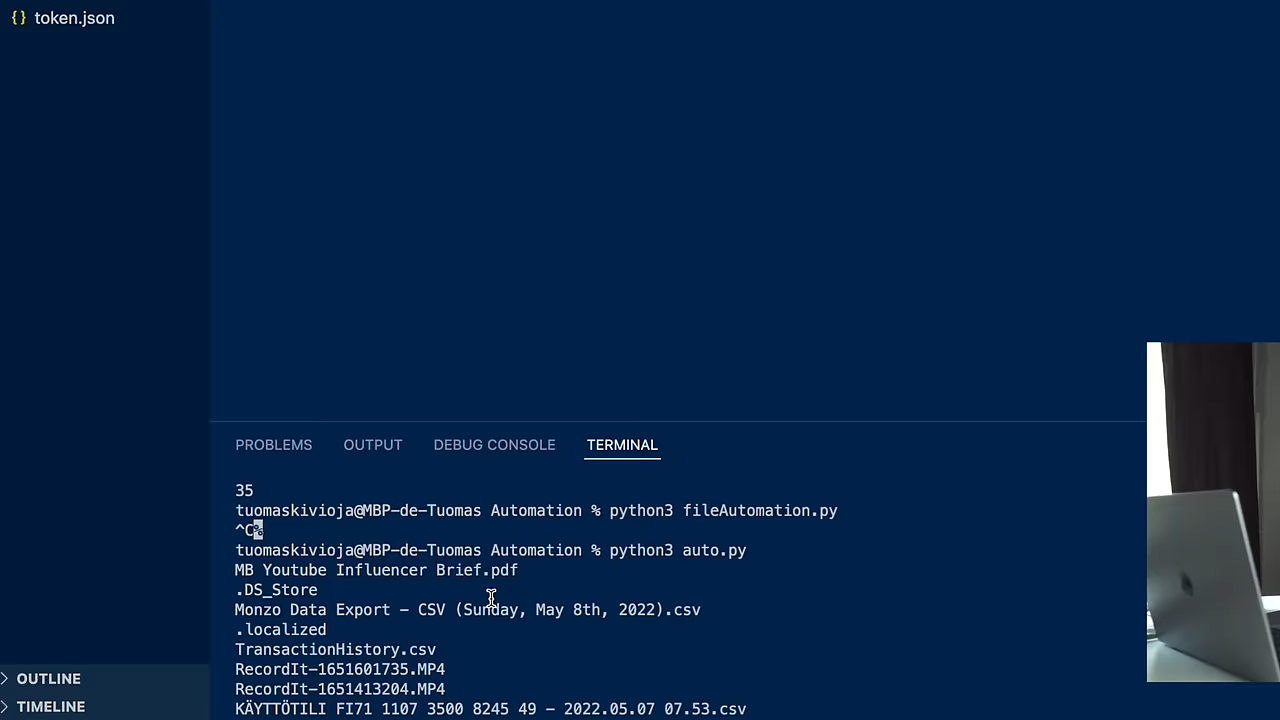 {} token.json
PROBLEMS OUTPUT DEBUG CONSOLE TERMINAL
35
tuomaskivioja@MBP-de-Tuomas Automation % python3 fileAutomation.py
^C%
tuomaskivioja@MBP-de-Tuomas Automation % python3 auto.py
MB Youtube Influencer Brief.pdf
.DS_Store
Monzo Data Export - CSV (Sunday, May 8th, 2022).csv
.localized
TransactionHistory.csv
RecordIt-1651601735.MP4
RecordIt-1651413204.MP4
KÄYTTÖTILI FI71 1107 3500 8245 49 - 2022.05.07 07.53.csv
OUTLINE
TIMELINE